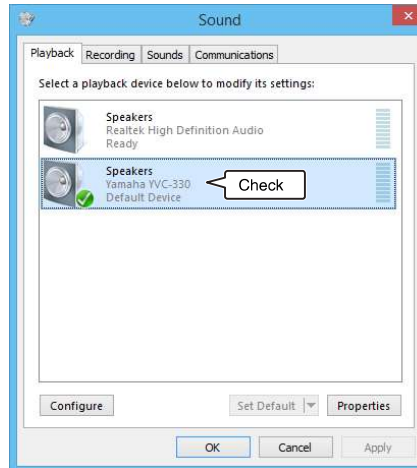 Sound
Playback Recording Sounds Communications
Select a playback device below to modify its settings:
Speakers
Realtek High Definition Audio
Ready
Speakers
Yamaha YVC-330
Default Device
Check
Configure Set Default Properties
OK Cancel Apply